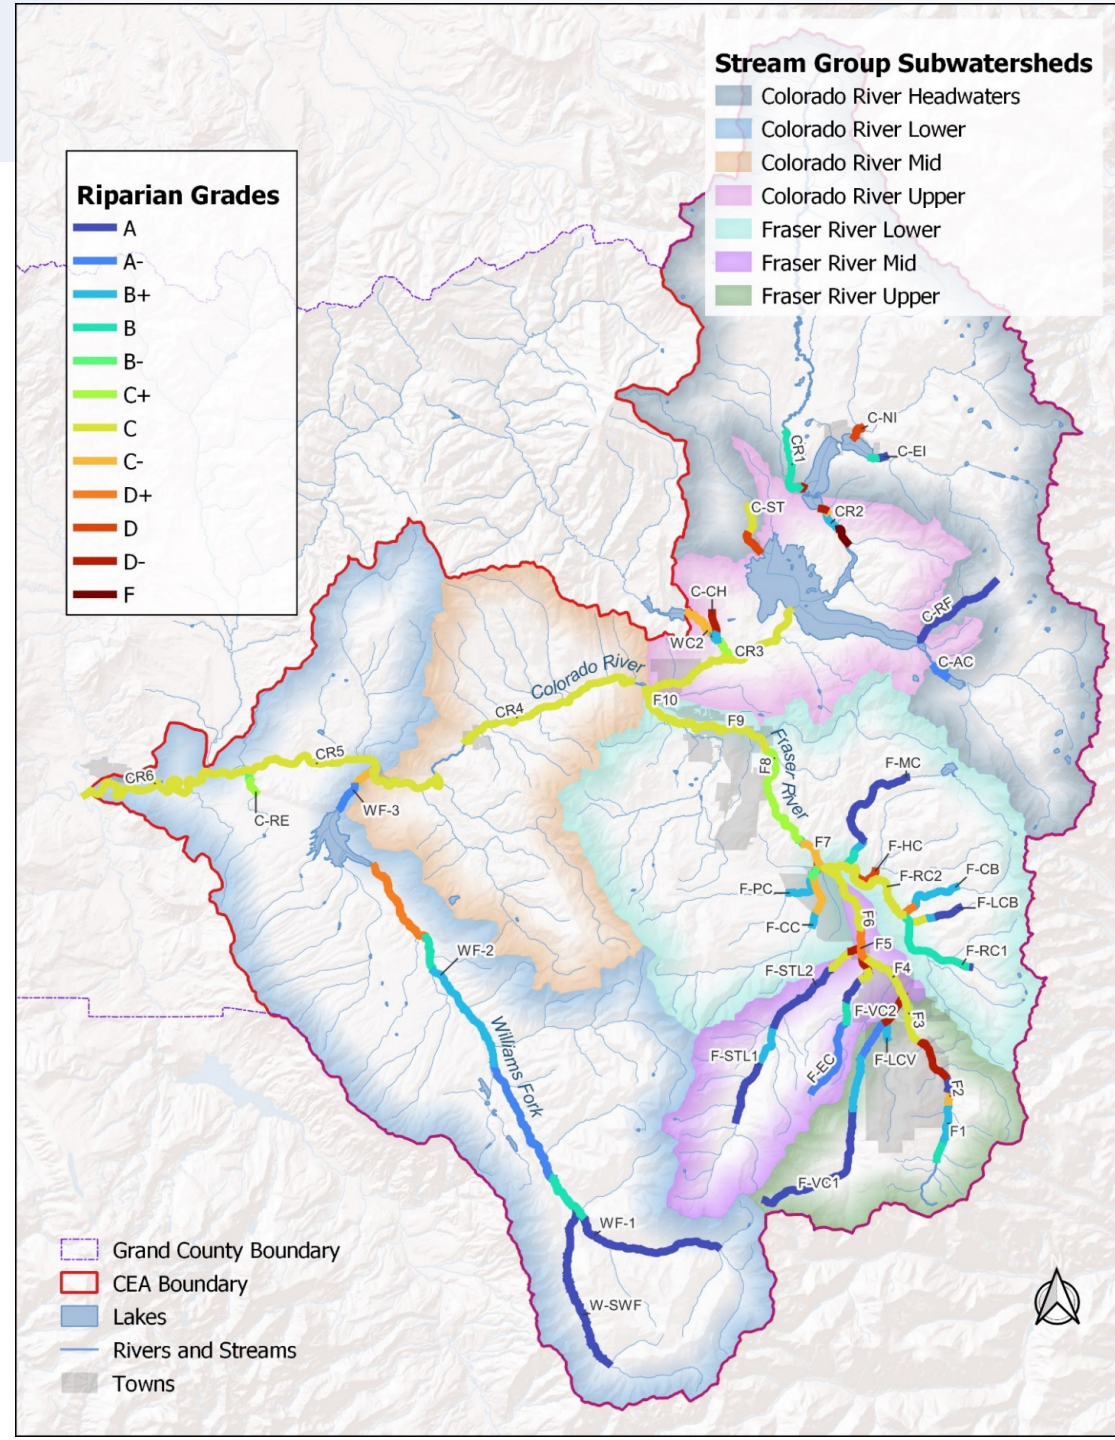 Stream Group Subwatersheds
Colorado River Headwaters
Colorado River Lower
Colorado River Mid
Colorado River Upper
Fraser River Lower
Fraser River Mid
Fraser River Upper
Riparian Grades
A
A-
B+
B
B-
C+
C
C-
D+
D
D-
F
C-NI
CR1
C-EI
C-ST
CR2
C-CH
C-RF
WC2
CR3
C-AC
Colorado River
F10
CR4
F9
Fraser River
CR5
F8
F-MC
CR6
WF-3
C-RE
F7
F-HC
F-RC2
F-CB
F-PC
F-LCB
F-CC
F6
F5
WF-2
F-RC1
F-STL2
F4
F-VC2
F3
Williams Fork
F-STL1
F-EC
F-LCV
F2
F1
F-VC1
WF-1
W-SWF
Grand County Boundary
CEA Boundary
Lakes
Rivers and Streams
Towns